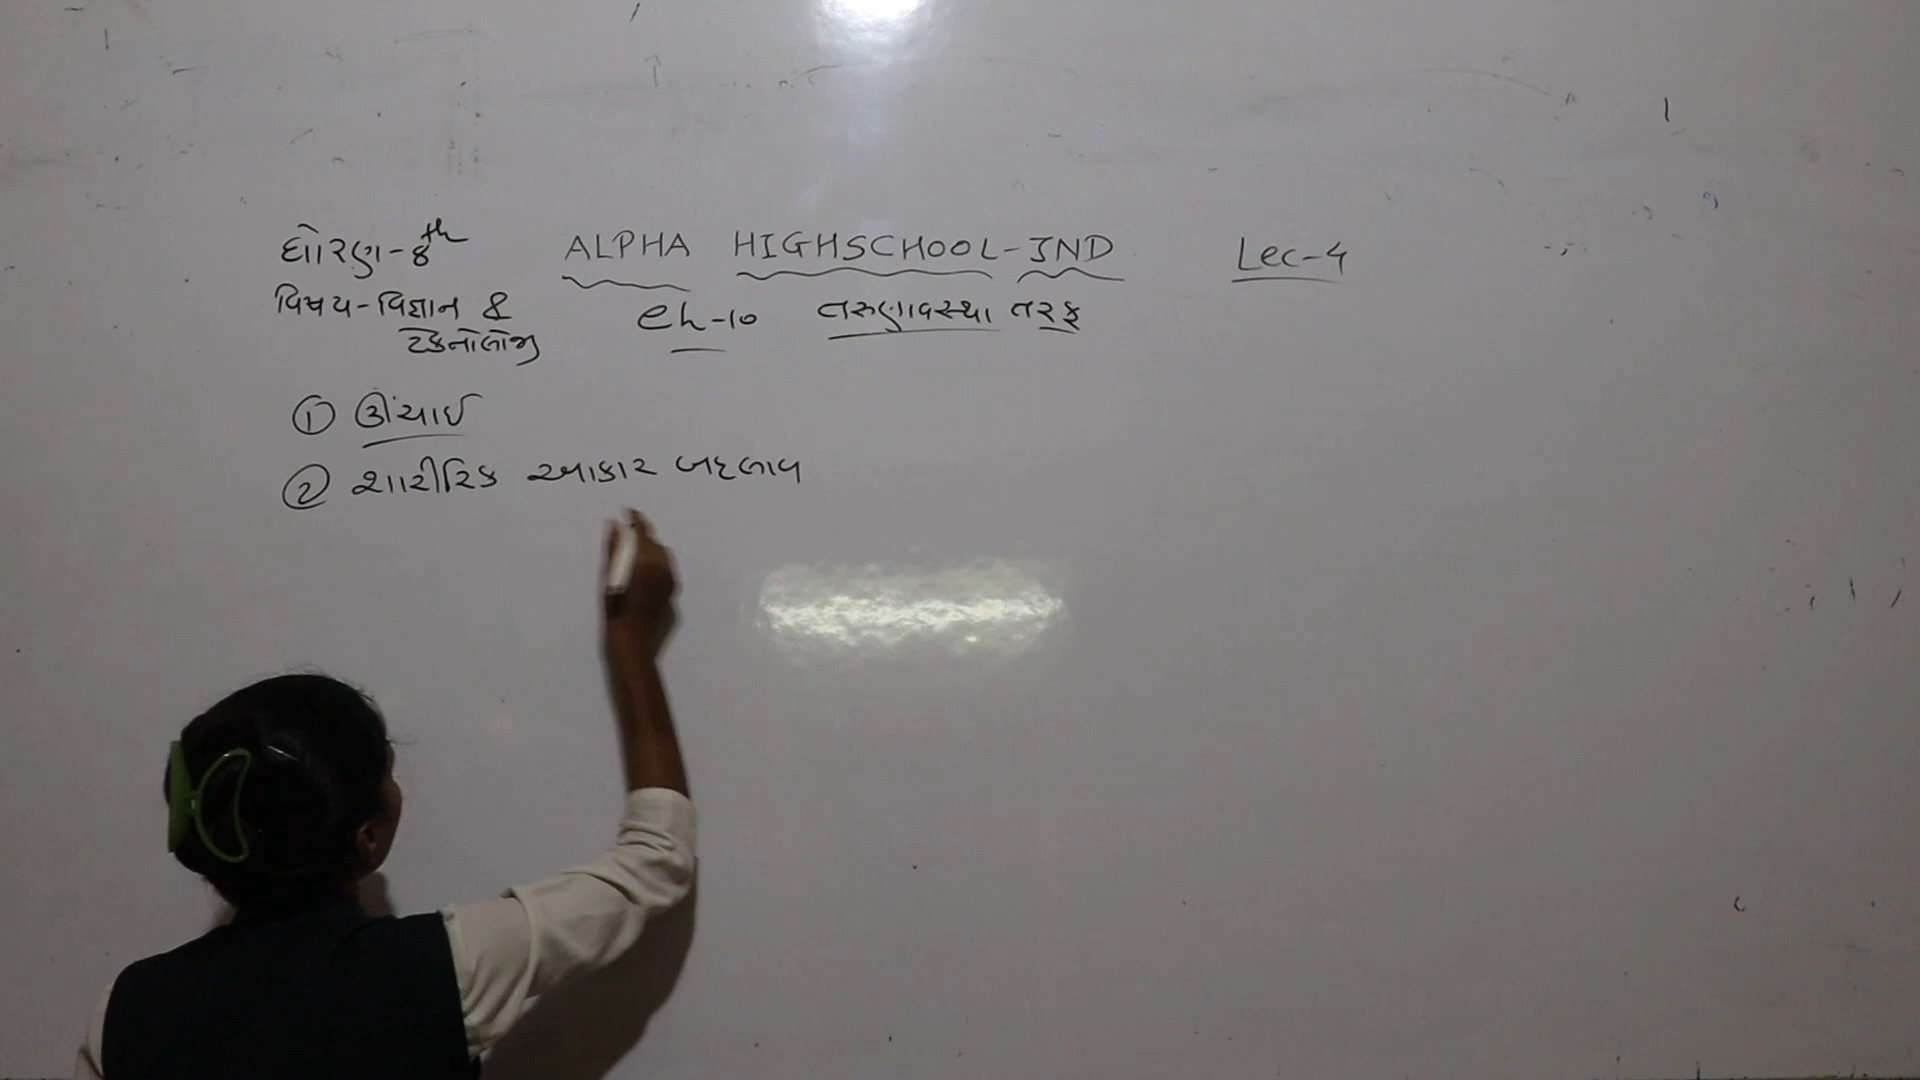 ધોરણ-8th ALPHA HIGHSCHOOL-JND Lec-4
વિષય-વિજ્ઞાન & ch-10 તરુણાવસ્થા તરફ
ટેકનોલોજી
① ઊંચાઈ
② શારીરિક આકાર બદલાવ